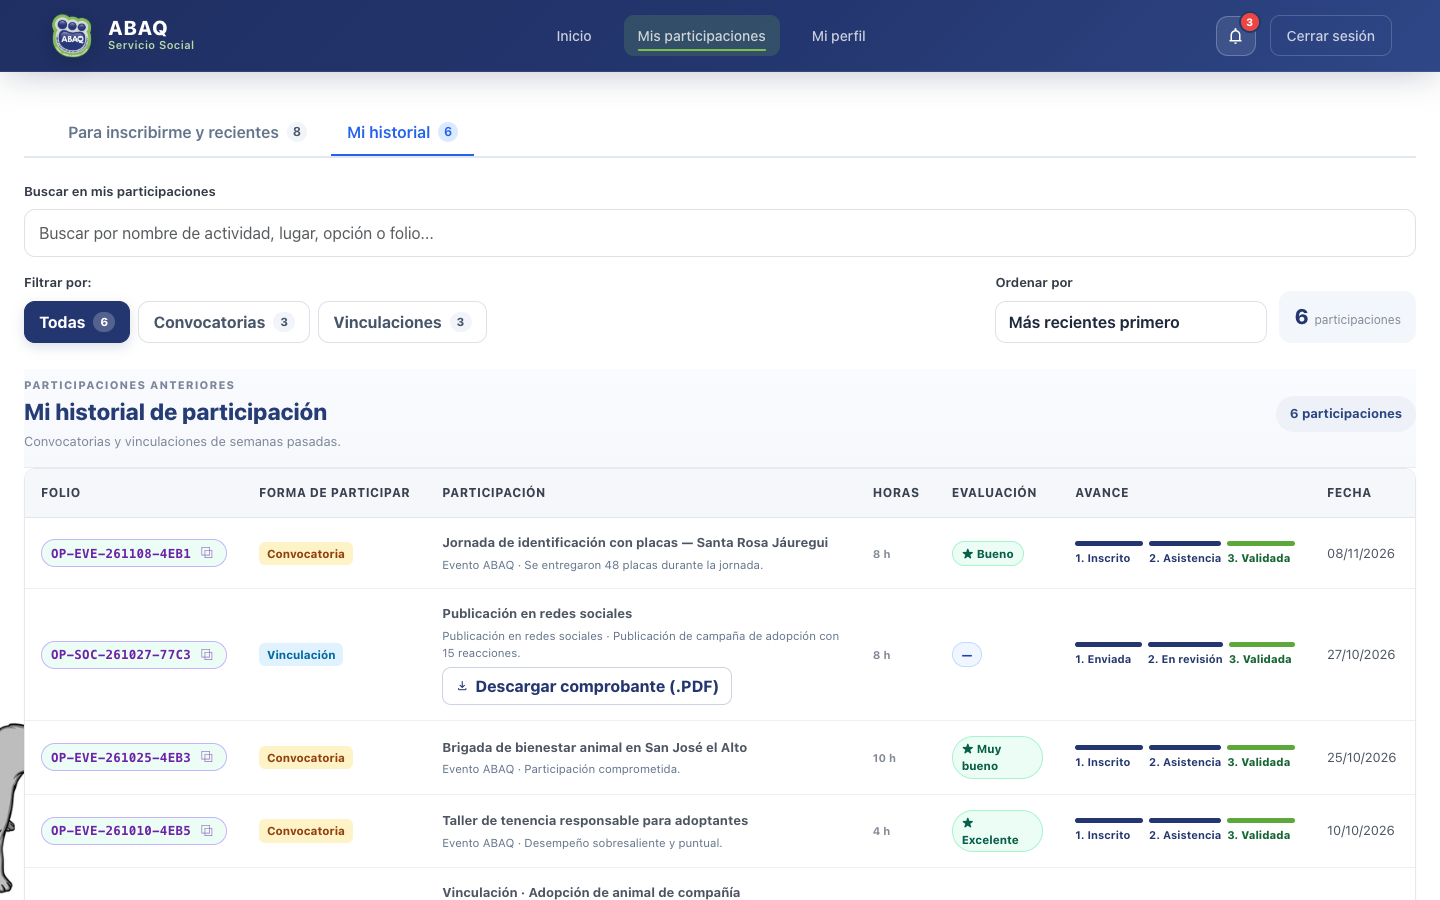 ABAQ
ABAQ
Servicio Social
Inicio
Mis participaciones
Mi perfil
3
Cerrar sesión
Para inscribirme y recientes 8
Mi historial 6
Buscar en mis participaciones
Buscar por nombre de actividad, lugar, opción o folio...
Filtrar por:
Ordenar por
Todas 6
Convocatorias 3
Vinculaciones 3
Más recientes primero
6 participaciones
PARTICIPACIONES ANTERIORES
Mi historial de participación
Convocatorias y vinculaciones de semanas pasadas.
6 participaciones
FOLIO
FORMA DE PARTICIPAR
PARTICIPACIÓN
HORAS
EVALUACIÓN
AVANCE
FECHA
OP-EVE-261108-4EB1
Convocatoria
Jornada de identificación con placas — Santa Rosa Jáuregui
Evento ABAQ · Se entregaron 48 placas durante la jornada.
8 h
★ Bueno
1. Inscrito
2. Asistencia
3. Validada
08/11/2026
OP-SOC-261027-77C3
Vinculación
Publicación en redes sociales
Publicación en redes sociales · Publicación de campaña de adopción con
15 reacciones.
Descargar comprobante (.PDF)
8 h
—
1. Enviada
2. En revisión
3. Validada
27/10/2026
OP-EVE-261025-4EB3
Convocatoria
Brigada de bienestar animal en San José el Alto
Evento ABAQ · Participación comprometida.
10 h
★ Muy
bueno
1. Inscrito
2. Asistencia
3. Validada
25/10/2026
OP-EVE-261010-4EB5
Convocatoria
Taller de tenencia responsable para adoptantes
Evento ABAQ · Desempeño sobresaliente y puntual.
4 h
★
Excelente
1. Inscrito
2. Asistencia
3. Validada
10/10/2026
Vinculación · Adopción de animal de compañía